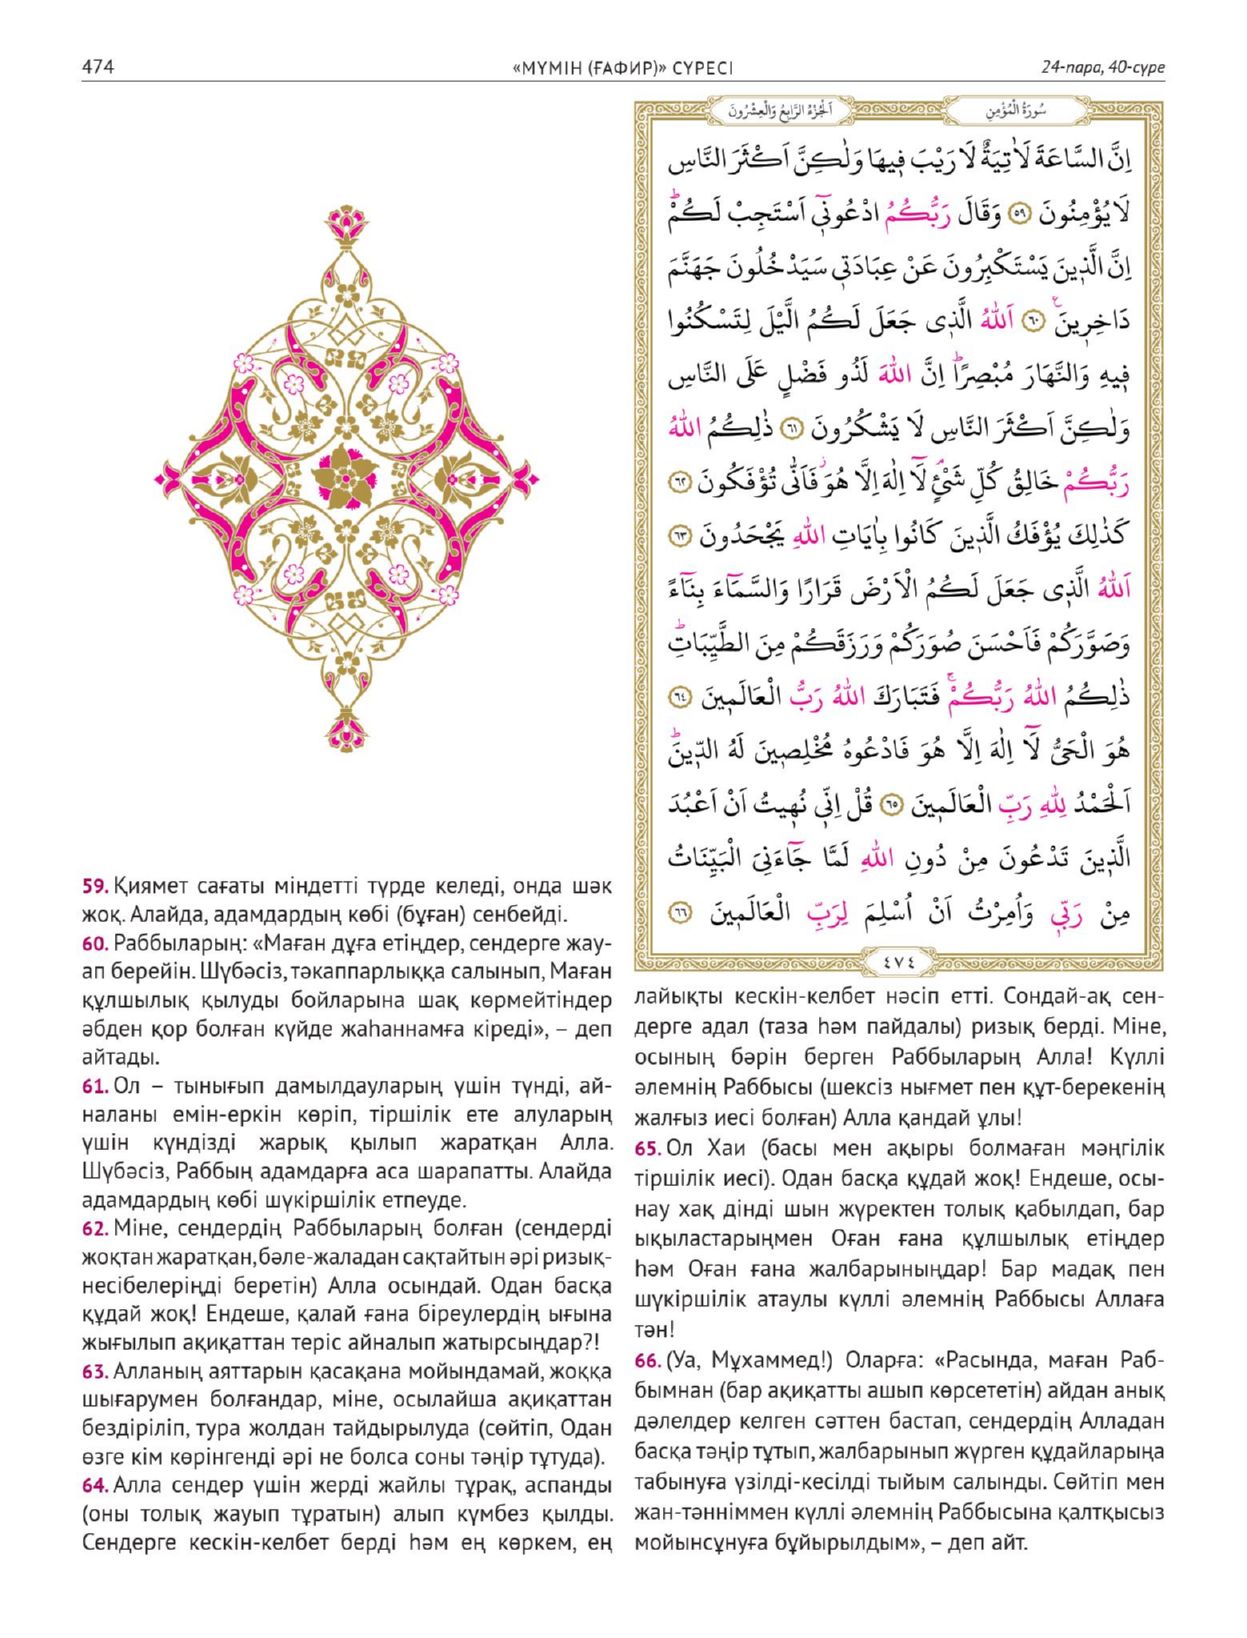 474
«МҮМІН (ҒАФИР)» СҮРЕСІ
24-пара, 40-сүре
اَلْجُزْءُ الرَّابِعُ وَالْعِشْرُونَ
سُورَةُ الْمُؤْمِنِ
اِنَّ السَّاعَةَ لَاٰتِيَةٌ لَا رَيْبَ ف۪يهَا وَلٰكِنَّ اَكْثَرَ النَّاسِ
لَا يُؤْمِنُونَ ﴿٥٩﴾ وَقَالَ رَبُّكُمُ ادْعُون۪ٓي اَسْتَجِبْ لَكُمْۜ
اِنَّ الَّذ۪ينَ يَسْتَكْبِرُونَ عَنْ عِبَادَت۪ي سَيَدْخُلُونَ جَهَنَّمَ
دَاخِر۪ينَ۟ ﴿٦٠﴾ اَللّٰهُ الَّذ۪ي جَعَلَ لَكُمُ الَّيْلَ لِتَسْكُنُوا
ف۪يهِ وَالنَّهَارَ مُبْصِرًاۜ اِنَّ اللّٰهَ لَذُو فَضْلٍ عَلَى النَّاسِ
وَلٰكِنَّ اَكْثَرَ النَّاسِ لَا يَشْكُرُونَ ﴿٦١﴾ ذٰلِكُمُ اللّٰهُ
رَبُّكُمْ خَالِقُ كُلِّ شَيْءٍۢ لَٓا اِلٰهَ اِلَّا هُوَۘ فَاَنّٰى تُؤْفَكُونَ ﴿٦٢﴾
كَذٰلِكَ يُؤْفَكُ الَّذ۪ينَ كَانُوا بِاٰيَاتِ اللّٰهِ يَجْحَدُونَ ﴿٦٣﴾
اَللّٰهُ الَّذ۪ي جَعَلَ لَكُمُ الْاَرْضَ قَرَارًا وَالسَّمَٓاءَ بِنَٓاءً
وَصَوَّرَكُمْ فَاَحْسَنَ صُوَرَكُمْ وَرَزَقَكُمْ مِنَ الطَّيِّبَاتِۜ
ذٰلِكُمُ اللّٰهُ رَبُّكُمْۚ فَتَبَارَكَ اللّٰهُ رَبُّ الْعَالَم۪ينَ ﴿٦٤﴾
هُوَ الْحَيُّ لَٓا اِلٰهَ اِلَّا هُوَ فَادْعُوهُ مُخْلِص۪ينَ لَهُ الدّ۪ينَۜ
اَلْحَمْدُ لِلّٰهِ رَبِّ الْعَالَم۪ينَ ﴿٦٥﴾ قُلْ اِنّ۪ي نُه۪يتُ اَنْ اَعْبُدَ
الَّذ۪ينَ تَدْعُونَ مِنْ دُونِ اللّٰهِ لَمَّا جَٓاءَنِيَ الْبَيِّنَاتُ
مِنْ رَبّ۪ي وَاُمِرْتُ اَنْ اُسْلِمَ لِرَبِّ الْعَالَم۪ينَ ﴿٦٦﴾
٤٧٤
59. Қиямет сағаты міндетті түрде келеді, онда шәк
жоқ. Алайда, адамдардың көбі (бұған) сенбейді.
60. Раббыларың: «Маған дұға етіңдер, сендерге жау-
ап берейін. Шүбәсіз, тәкаппарлыққа салынып, Маған
құлшылық қылуды бойларына шақ көрмейтіндер
әбден қор болған күйде жаһаннамға кіреді», – деп
айтады.
61. Ол – тынығып дамылдауларың үшін түнді, ай-
наланы емін-еркін көріп, тіршілік ете алуларың
үшін күндізді жарық қылып жаратқан Алла.
Шүбәсіз, Раббың адамдарға аса шарапатты. Алайда
адамдардың көбі шүкіршілік етпеуде.
62. Міне, сендердің Раббыларың болған (сендерді
жоқтан жаратқан, бәле-жаладан сақтайтын әрі ризық-
несібелеріңді беретін) Алла осындай. Одан басқа
құдай жоқ! Ендеше, қалай ғана біреулердің ығына
жығылып ақиқаттан теріс айналып жатырсыңдар?!
63. Алланың аяттарын қасақана мойындамай, жоққа
шығарумен болғандар, міне, осылайша ақиқаттан
бездіріліп, тура жолдан тайдырылуда (сөйтіп, Одан
өзге кім көрінгенді әрі не болса соны тәңір тұтуда).
64. Алла сендер үшін жерді жайлы тұрақ, аспанды
(оны толық жауып тұратын) алып күмбез қылды.
Сендерге кескін-келбет берді һәм ең көркем, ең
лайықты кескін-келбет нәсіп етті. Сондай-ақ сен-
дерге адал (таза һәм пайдалы) ризық берді. Міне,
осының бәрін берген Раббыларың Алла! Күллі
әлемнің Раббысы (шексіз нығмет пен құт-берекенің
жалғыз иесі болған) Алла қандай ұлы!
65. Ол Хаи (басы мен ақыры болмаған мәңгілік
тіршілік иесі). Одан басқа құдай жоқ! Ендеше, осы-
нау хақ дінді шын жүректен толық қабылдап, бар
ықыластарыңмен Оған ғана құлшылық етіңдер
һәм Оған ғана жалбарыныңдар! Бар мадақ пен
шүкіршілік атаулы күллі әлемнің Раббысы Аллаға
тән!
66. (Уа, Мұхаммед!) Оларға: «Расында, маған Раб-
бымнан (бар ақиқатты ашып көрсететін) айдан анық
дәлелдер келген сәттен бастап, сендердің Алладан
басқа тәңір тұтып, жалбарынып жүрген құдайларыңа
табынуға үзілді-кесілді тыйым салынды. Сөйтіп мен
жан-тәнніммен күллі әлемнің Раббысына қалтқысыз
мойынсұнуға бұйырылдым», – деп айт.